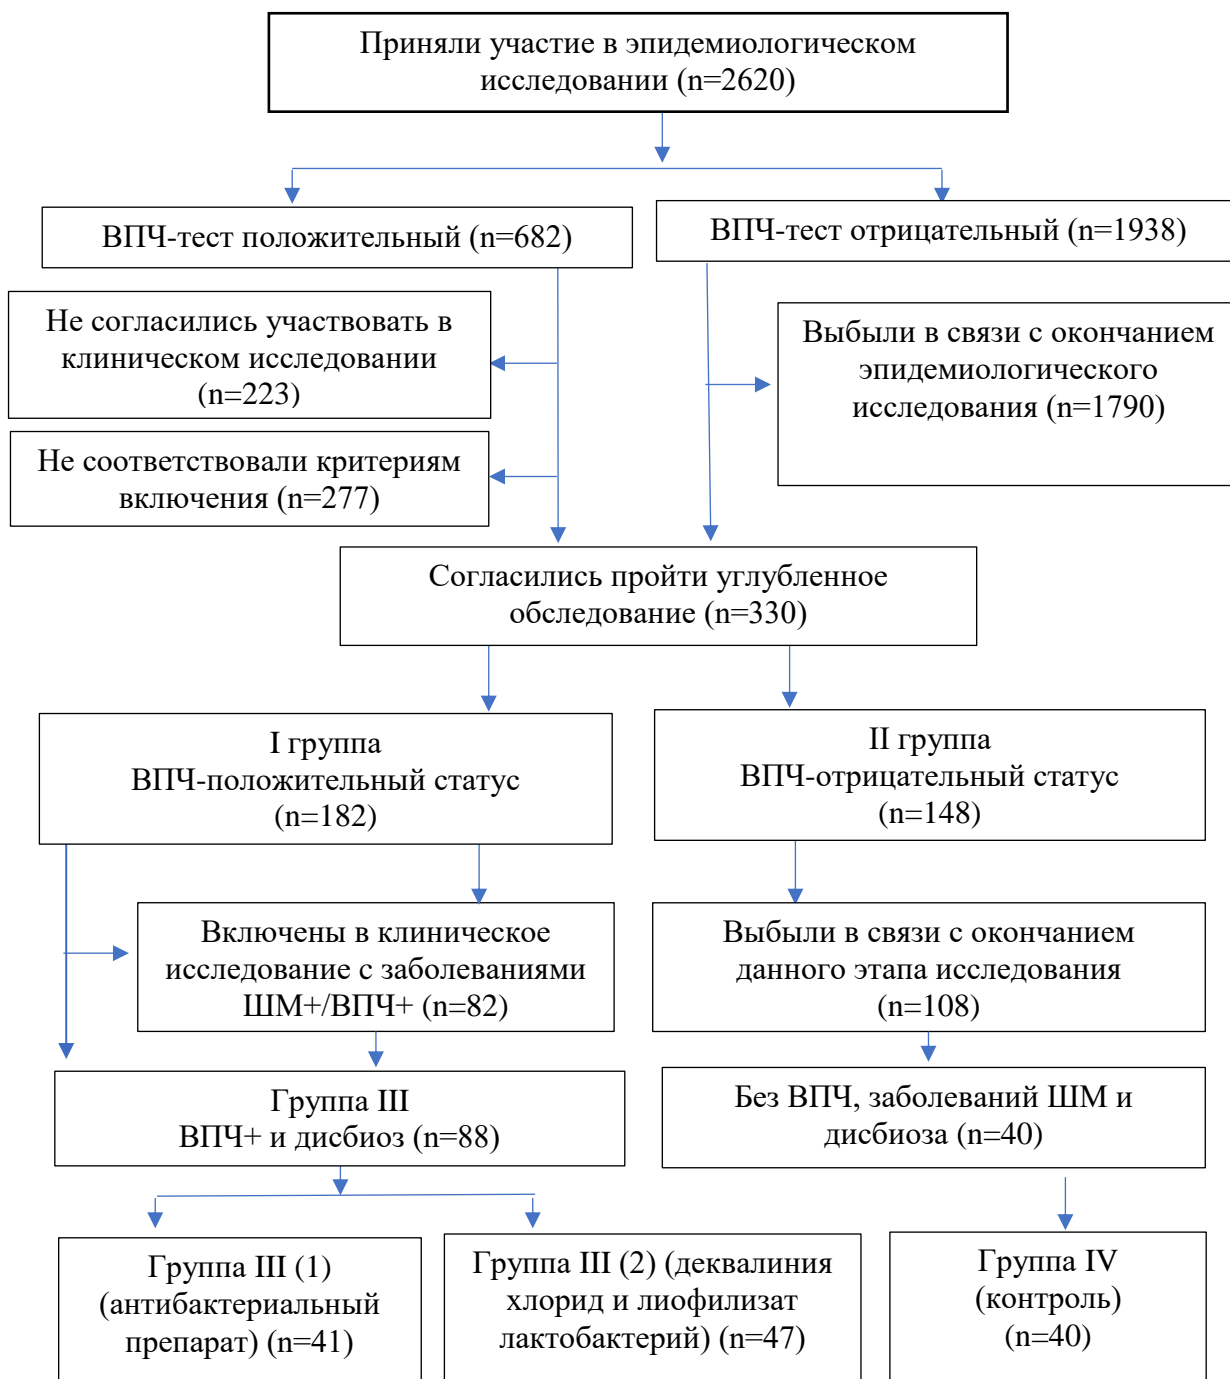 Приняли участие в эпидемиологическом
исследовании (n=2620)
ВПЧ-тест положительный (n=682)
ВПЧ-тест отрицательный (n=1938)
Не согласились участвовать в
клиническом исследовании
(n=223)
Выбыли в связи с окончанием
эпидемиологического
исследования (n=1790)
Не соответствовали критериям
включения (n=277)
Согласились пройти углубленное
обследование (n=330)
I группа
ВПЧ-положительный статус
(n=182)
II группа
ВПЧ-отрицательный статус
(n=148)
Включены в клиническое
исследование с заболеваниями
ШМ+/ВПЧ+ (n=82)
Выбыли в связи с окончанием
данного этапа исследования
(n=108)
Группа III
ВПЧ+ и дисбиоз (n=88)
Без ВПЧ, заболеваний ШМ и
дисбиоза (n=40)
Группа III (1)
(антибактериальный
препарат) (n=41)
Группа III (2) (деквалиния
хлорид и лиофилизат
лактобактерий) (n=47)
Группа IV
(контроль)
(n=40)